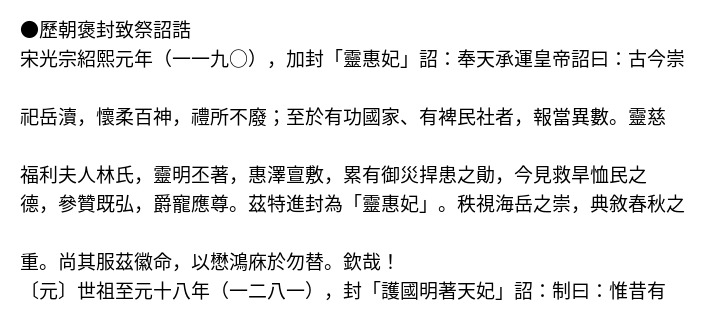 ●歷朝褒封致祭詔誥
宋光宗紹熙元年（一一九〇），加封「靈惠妃」詔：奉天承運皇帝詔曰：古今崇
祀岳瀆，懷柔百神，禮所不廢；至於有功國家、有裨民社者，報當異數。靈慈
福利夫人林氏，靈明丕著，惠澤亶敷，累有御災捍患之勛，今見救旱恤民之
德，參贊既弘，爵寵應尊。茲特進封為「靈惠妃」。秩視海岳之崇，典敘春秋之
重。尚其服茲徽命，以懋鴻庥於勿替。欽哉！
〔元〕世祖至元十八年（一二八一），封「護國明著天妃」詔：制曰：惟昔有